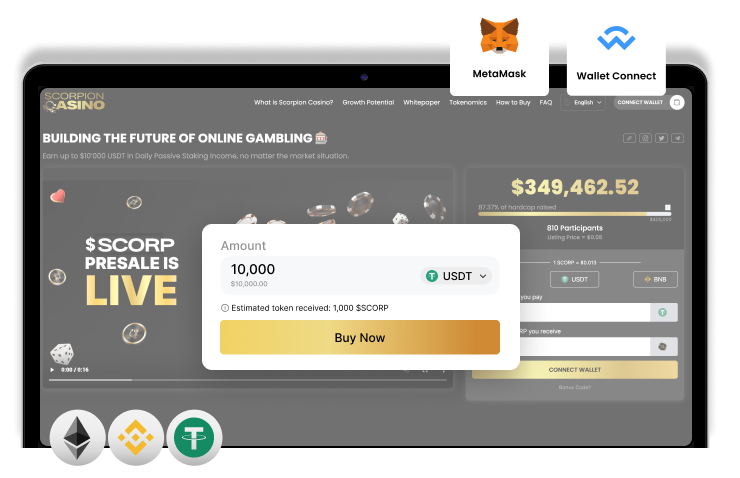 MetaMask
Wallet Connect
SCORPION
CASINO
What is Scorpion Casino?
Growth Potential
Whitepaper
Tokenomics
How to Buy
FAQ
English
CONNECT WALLET
BUILDING THE FUTURE OF ONLINE GAMBLING
Earn up to $10'000 USDT in Daily Passive Staking Income, no matter the market situation.
$349,462.52
87.37% of hardcap raised
$400,000
810 Participants
Listing Price = $0.05
1 SCORP = $0.013
USDT
BNB
you pay
RP you receive
CONNECT WALLET
Bonus Code?
$SCORP
PRESALE IS
LIVE
0:00 / 0:16
Amount
10,000
$10,000.00
USDT
Estimated token received: 1,000 $SCORP
Buy Now